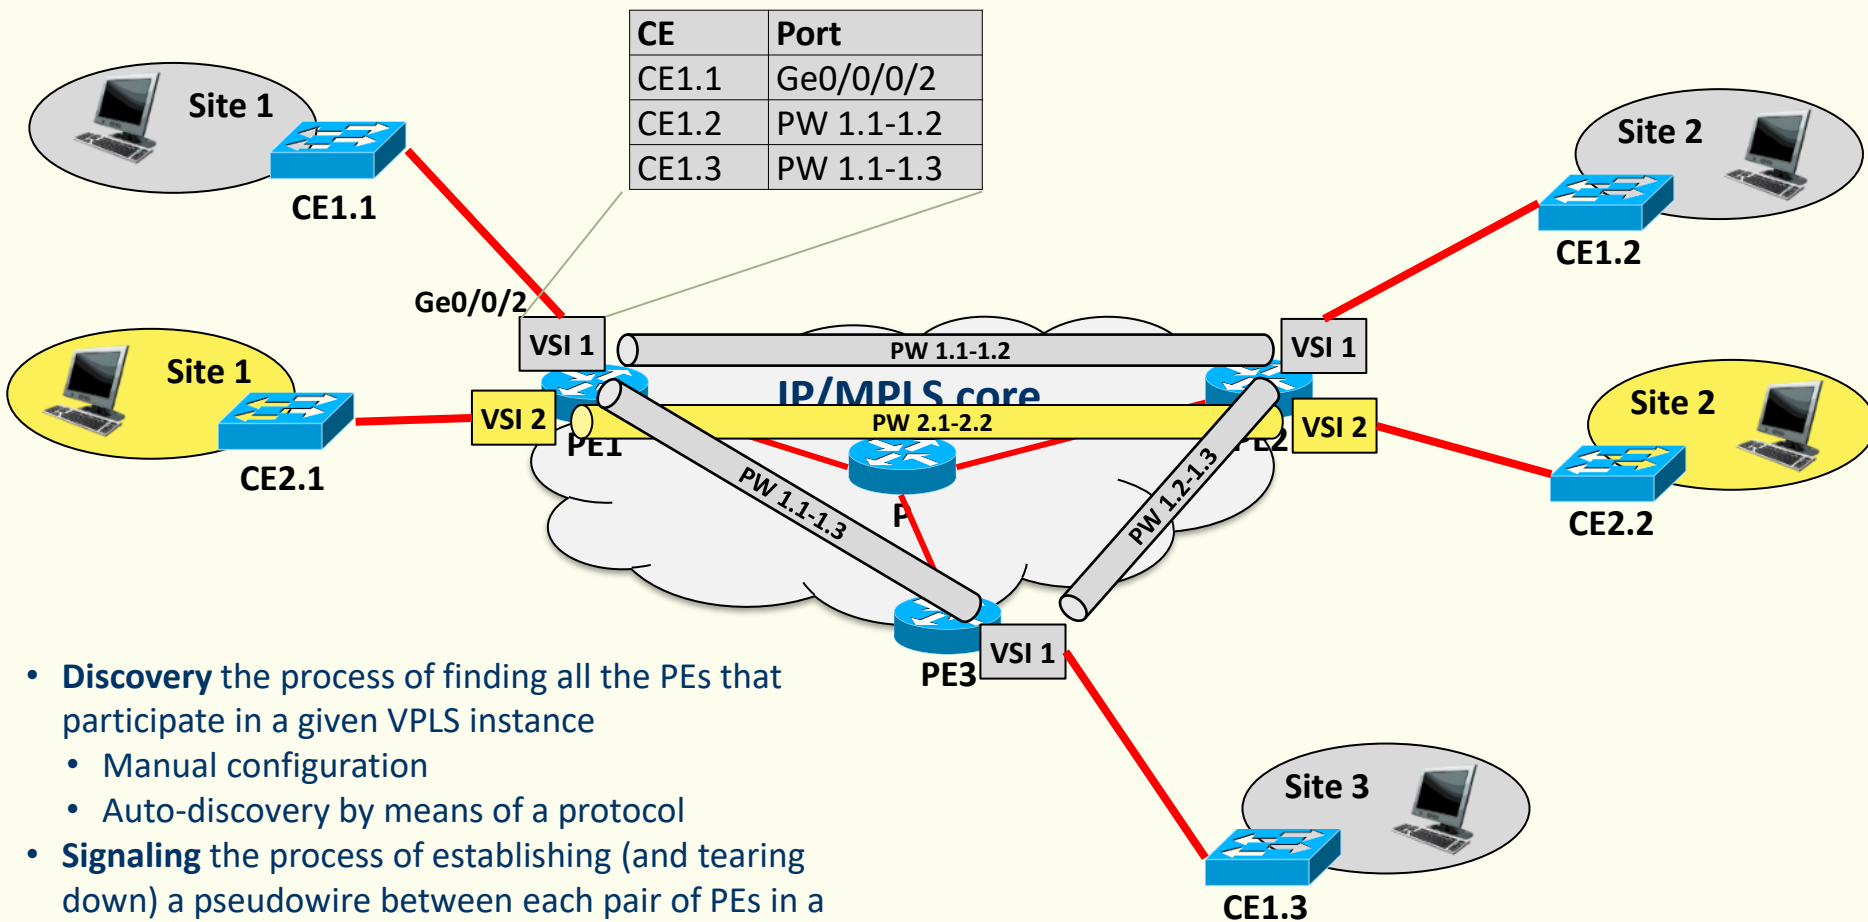 CE Port
CE1.1 Ge0/0/0/2
CE1.2 PW 1.1-1.2
CE1.3 PW 1.1-1.3
Site 1
CE1.1
Site 2
CE1.2
Ge0/0/2
VSI 1
PW 1.1-1.2
VSI 1
IP/MPLS core
Site 1
CE2.1
VSI 2
PE1
PW 2.1-2.2
PE2
VSI 2
Site 2
CE2.2
P
PW 1.1-1.3
PW 1.2-1.3
PE3
VSI 1
Site 3
CE1.3
• Discovery the process of finding all the PEs that
participate in a given VPLS instance
• Manual configuration
• Auto-discovery by means of a protocol
• Signaling the process of establishing (and tearing
down) a pseudowire between each pair of PEs in a